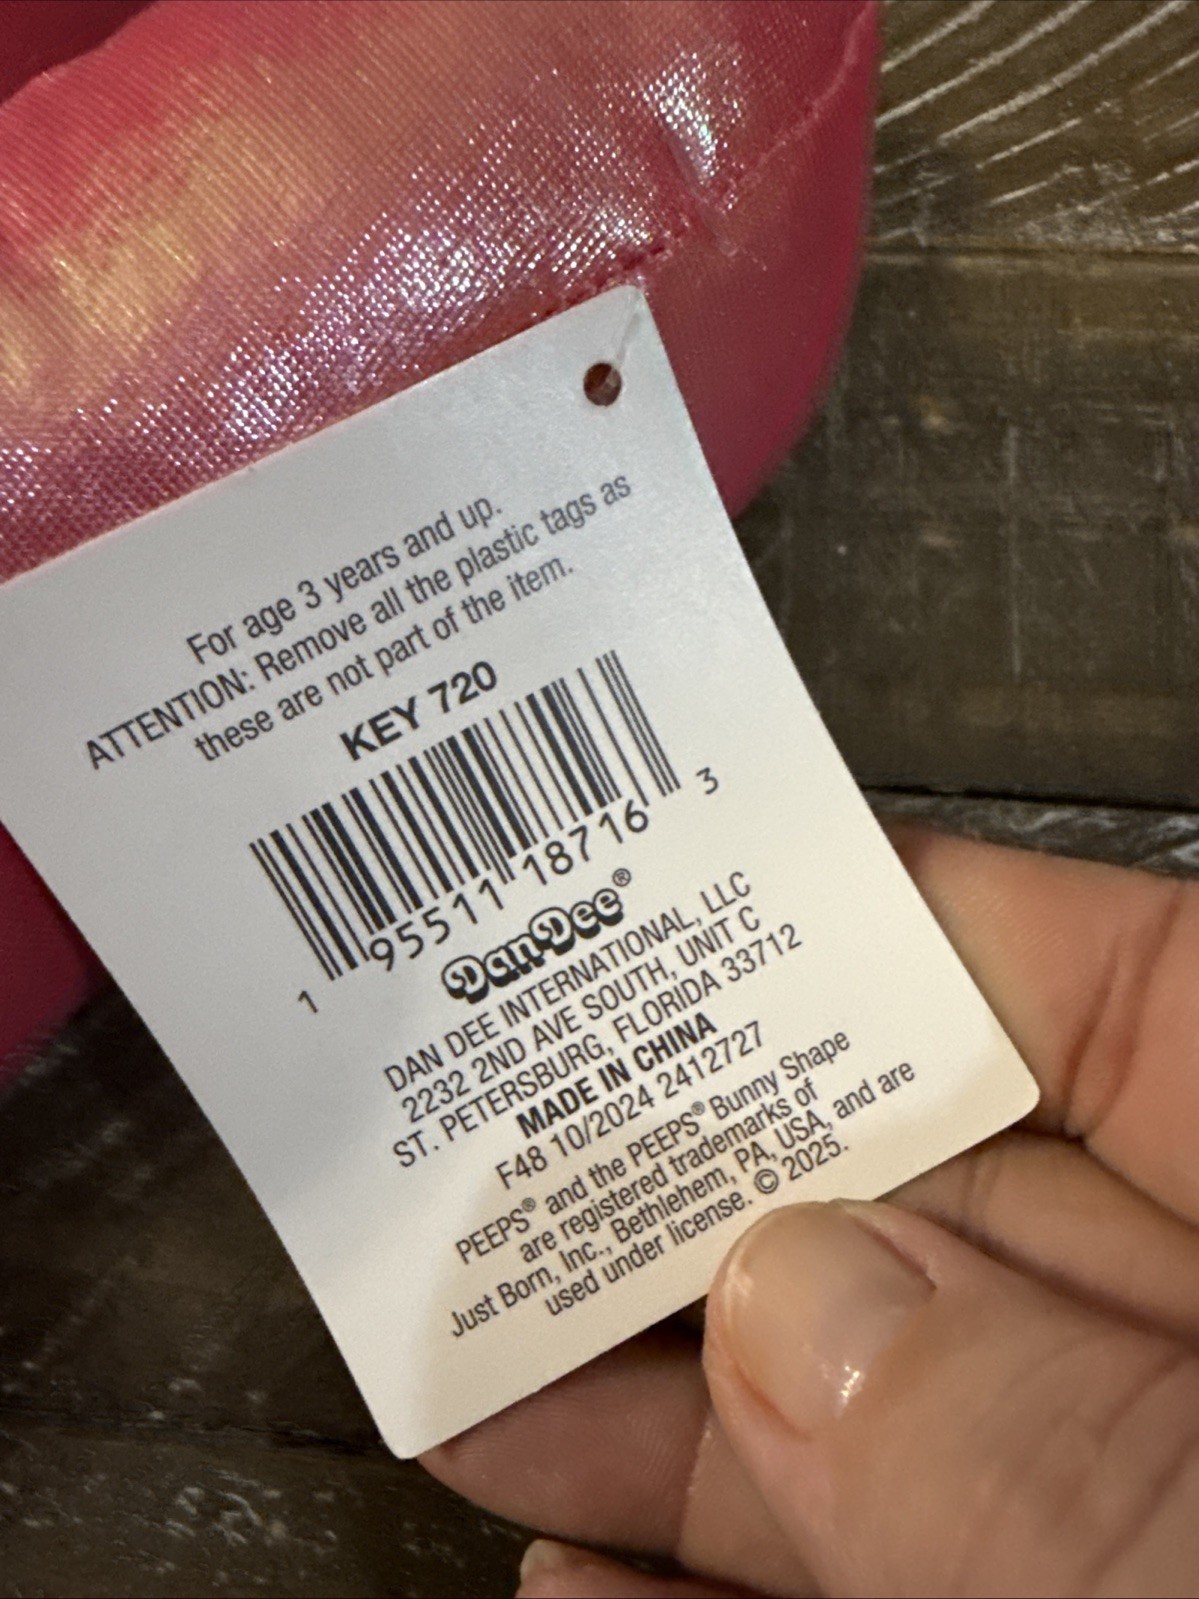 For age 3 years and up.
ATTENTION: Remove all the plastic tags as
these are not part of the item.
KEY 720
1 95511 18716 3
DanDee®
DAN DEE INTERNATIONAL, LLC
2232 2ND AVE SOUTH, UNIT C
ST. PETERSBURG, FLORIDA 33712
MADE IN CHINA
F48 10/2024 2412727
PEEPS® and the PEEPS® Bunny Shape
are registered trademarks of
Just Born, Inc., Bethlehem, PA, USA, and are
used under license. © 2025.